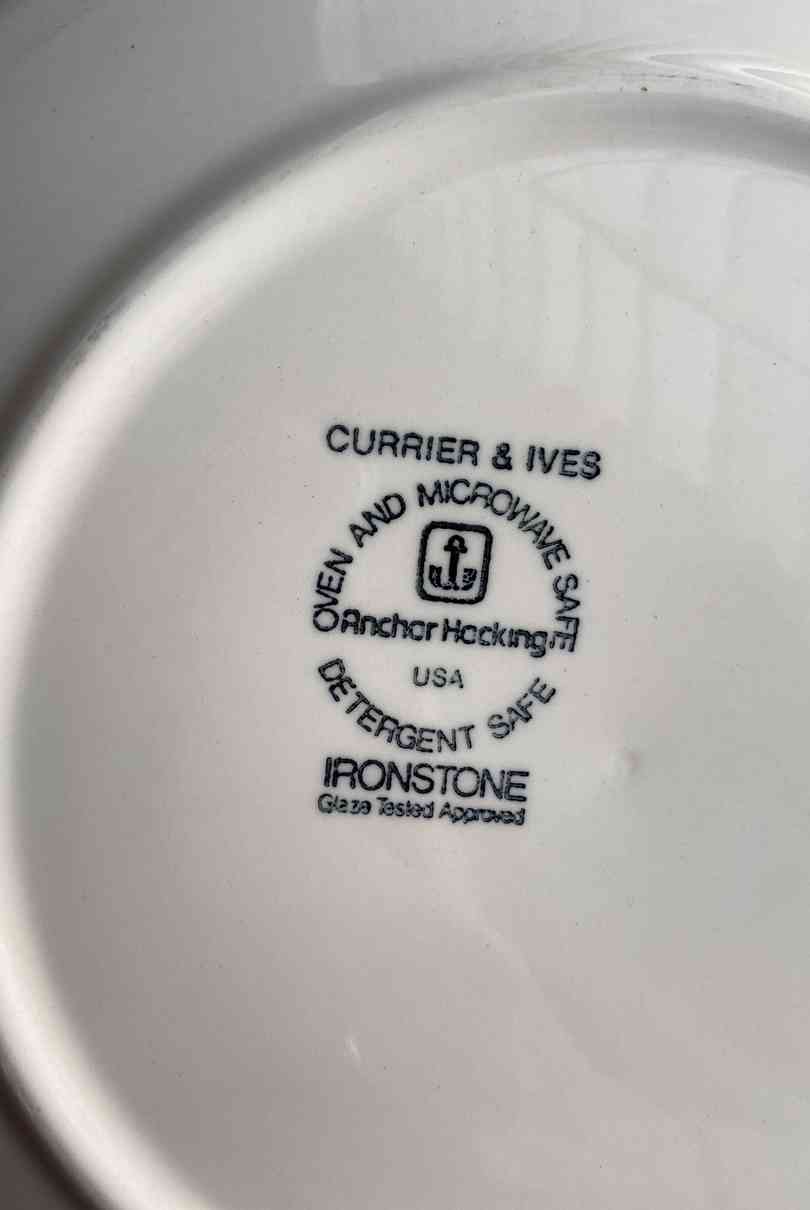 CURRIER & IVES
OVEN AND MICROWAVE SAFE
Anchor Hocking
USA
DETERGENT SAFE
IRONSTONE
Glaze Tested Approved